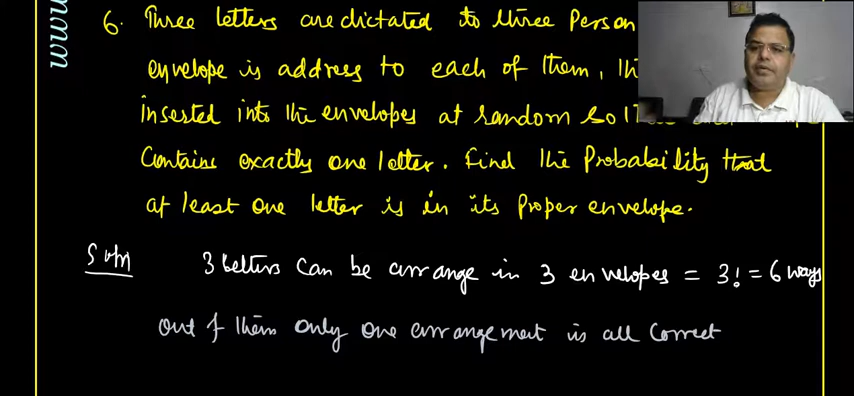 www
6. Three letters are dictated to three Person
envelope is address to each of them, th
inserted into the envelopes at random so
Contains exactly one letter. Find the Probability that
at least one letter is in its proper envelope.
Soln 3 letters can be arrange in 3 envelopes = 3! = 6 ways
out of them only one arrangement is all correct